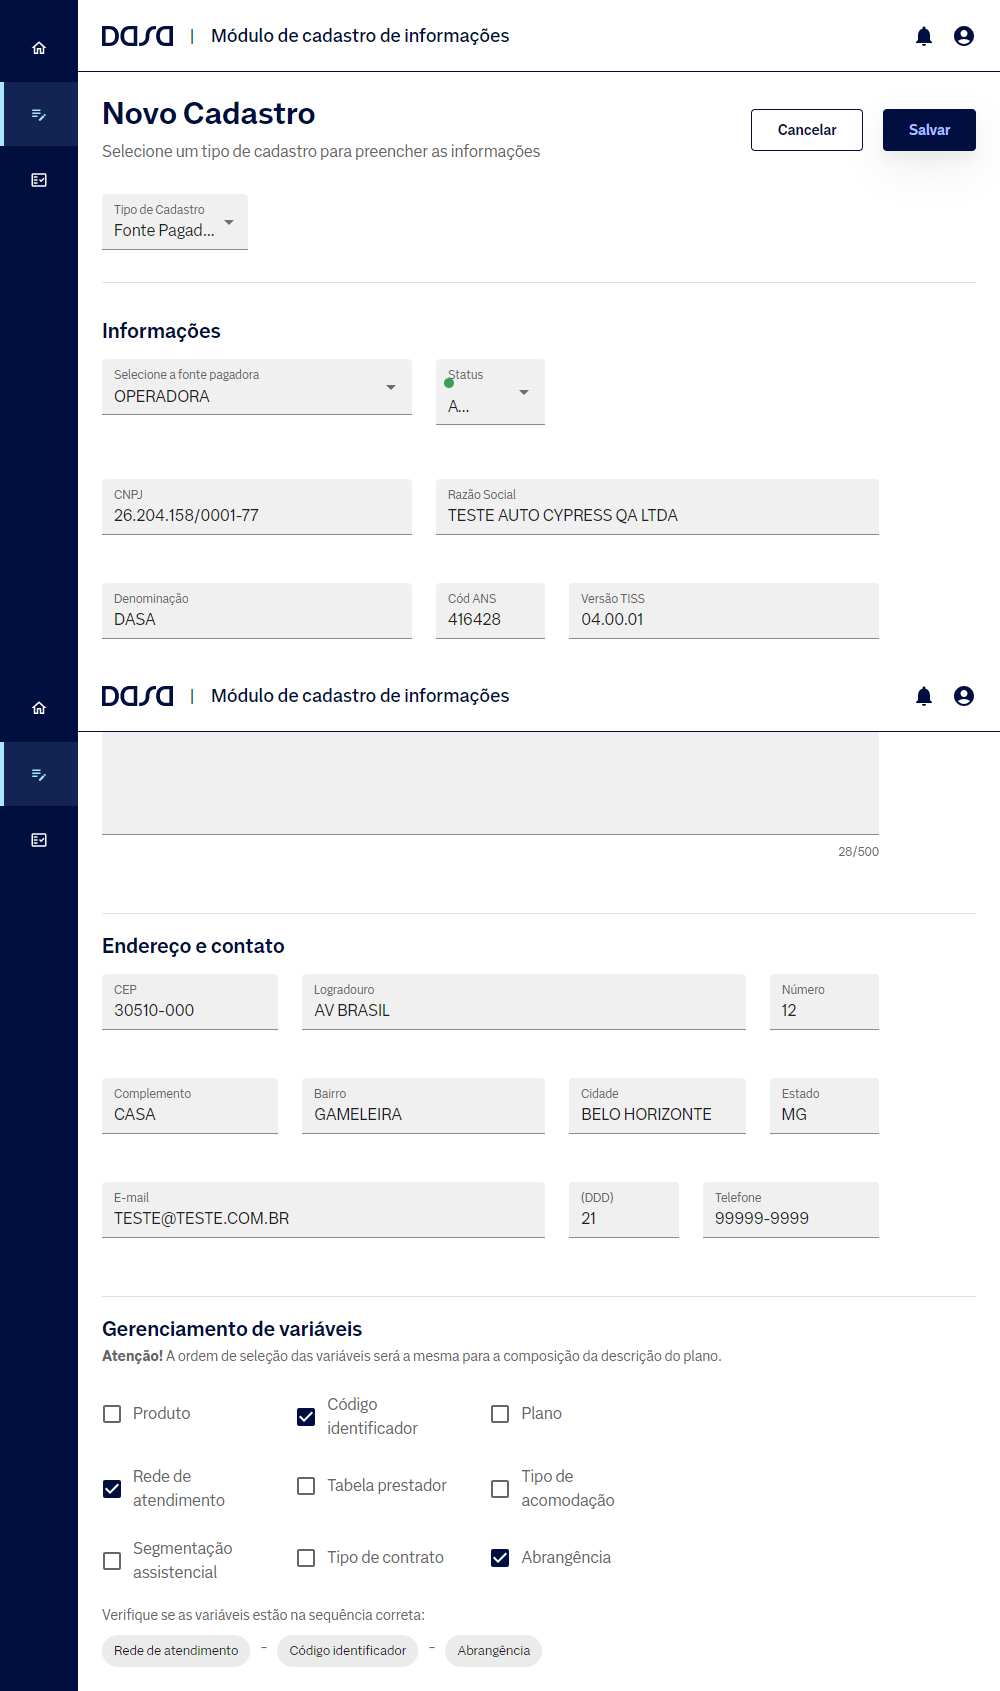 DASA | Módulo de cadastro de informações
Novo Cadastro
Cancelar
Salvar
Selecione um tipo de cadastro para preencher as informações
Tipo de Cadastro
Fonte Pagad...
Informações
Selecione a fonte pagadora
OPERADORA
Status
A...
CNPJ
26.204.158/0001-77
Razão Social
TESTE AUTO CYPRESS QA LTDA
Denominação
DASA
Cód ANS
416428
Versão TISS
04.00.01
DASA | Módulo de cadastro de informações
28/500
Endereço e contato
CEP
30510-000
Logradouro
AV BRASIL
Número
12
Complemento
CASA
Bairro
GAMELEIRA
Cidade
BELO HORIZONTE
Estado
MG
E-mail
TESTE@TESTE.COM.BR
(DDD)
21
Telefone
99999-9999
Gerenciamento de variáveis
Atenção! A ordem de seleção das variáveis será a mesma para a composição da descrição do plano.
Produto
Código
identificador
Plano
Rede de
atendimento
Tabela prestador
Tipo de
acomodação
Segmentação
assistencial
Tipo de contrato
Abrangência
Verifique se as variáveis estão na sequência correta:
Rede de atendimento - Código identificador - Abrangência